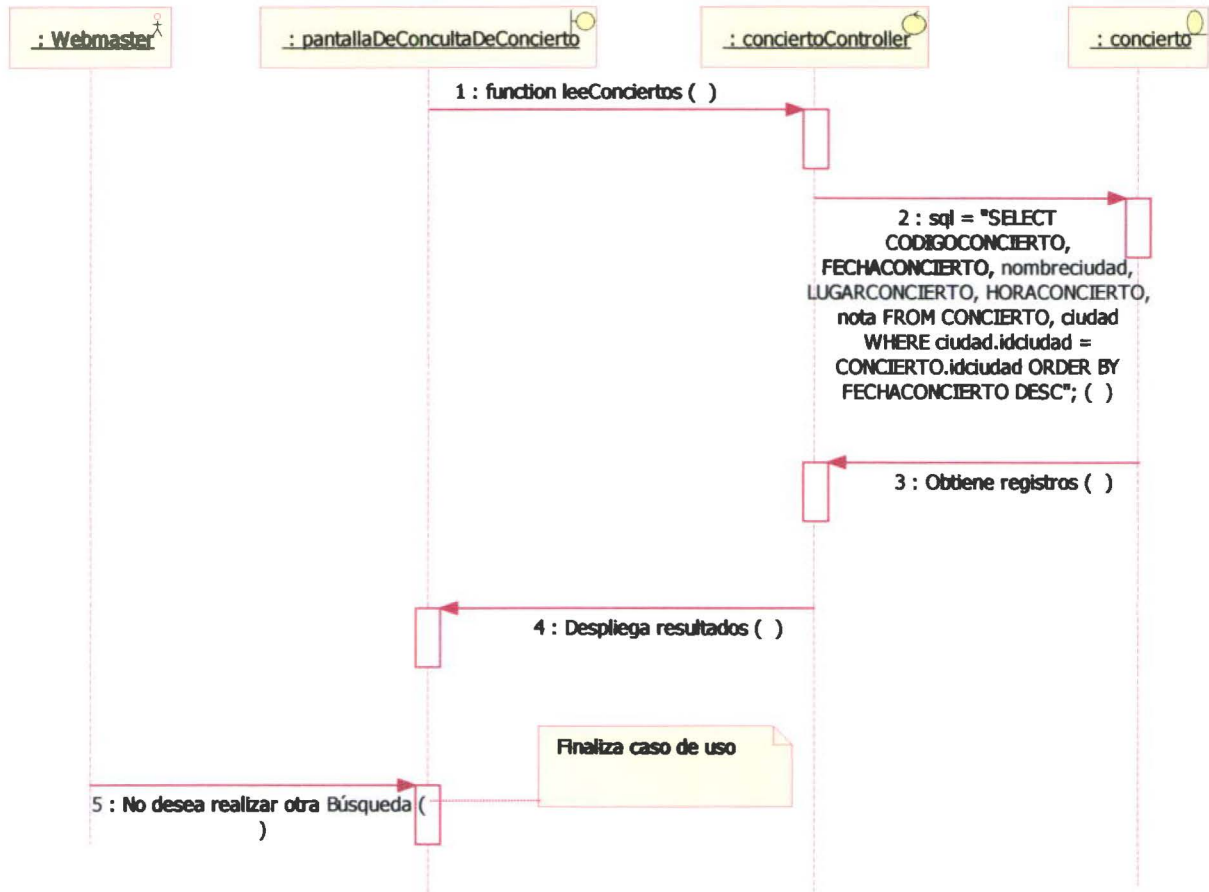 : Webmaster
: pantallaDeConcultaDeConcierto
: conciertoController
: concierto
1 : function leeConciertos ( )
2 : sql = "SELECT
CODIGOCONCIERTO,
FECHACONCIERTO, nombreciudad,
LUGARCONCIERTO, HORACONCIERTO,
nota FROM CONCIERTO, ciudad
WHERE ciudad.idciudad =
CONCIERTO.idciudad ORDER BY
FECHACONCIERTO DESC"; ( )
3 : Obtiene registros ( )
4 : Despliega resultados ( )
Finaliza caso de uso
5 : No desea realizar otra Búsqueda (
)